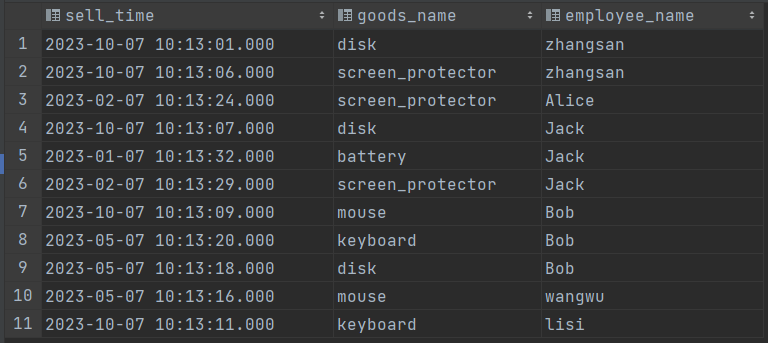 sell_time goods_name employee_name
1 2023-10-07 10:13:01.000 disk zhangsan
2 2023-10-07 10:13:06.000 screen_protector zhangsan
3 2023-02-07 10:13:24.000 screen_protector Alice
4 2023-10-07 10:13:07.000 disk Jack
5 2023-01-07 10:13:32.000 battery Jack
6 2023-02-07 10:13:29.000 screen_protector Jack
7 2023-10-07 10:13:09.000 mouse Bob
8 2023-05-07 10:13:20.000 keyboard Bob
9 2023-05-07 10:13:18.000 disk Bob
10 2023-05-07 10:13:16.000 mouse wangwu
11 2023-10-07 10:13:11.000 keyboard lisi